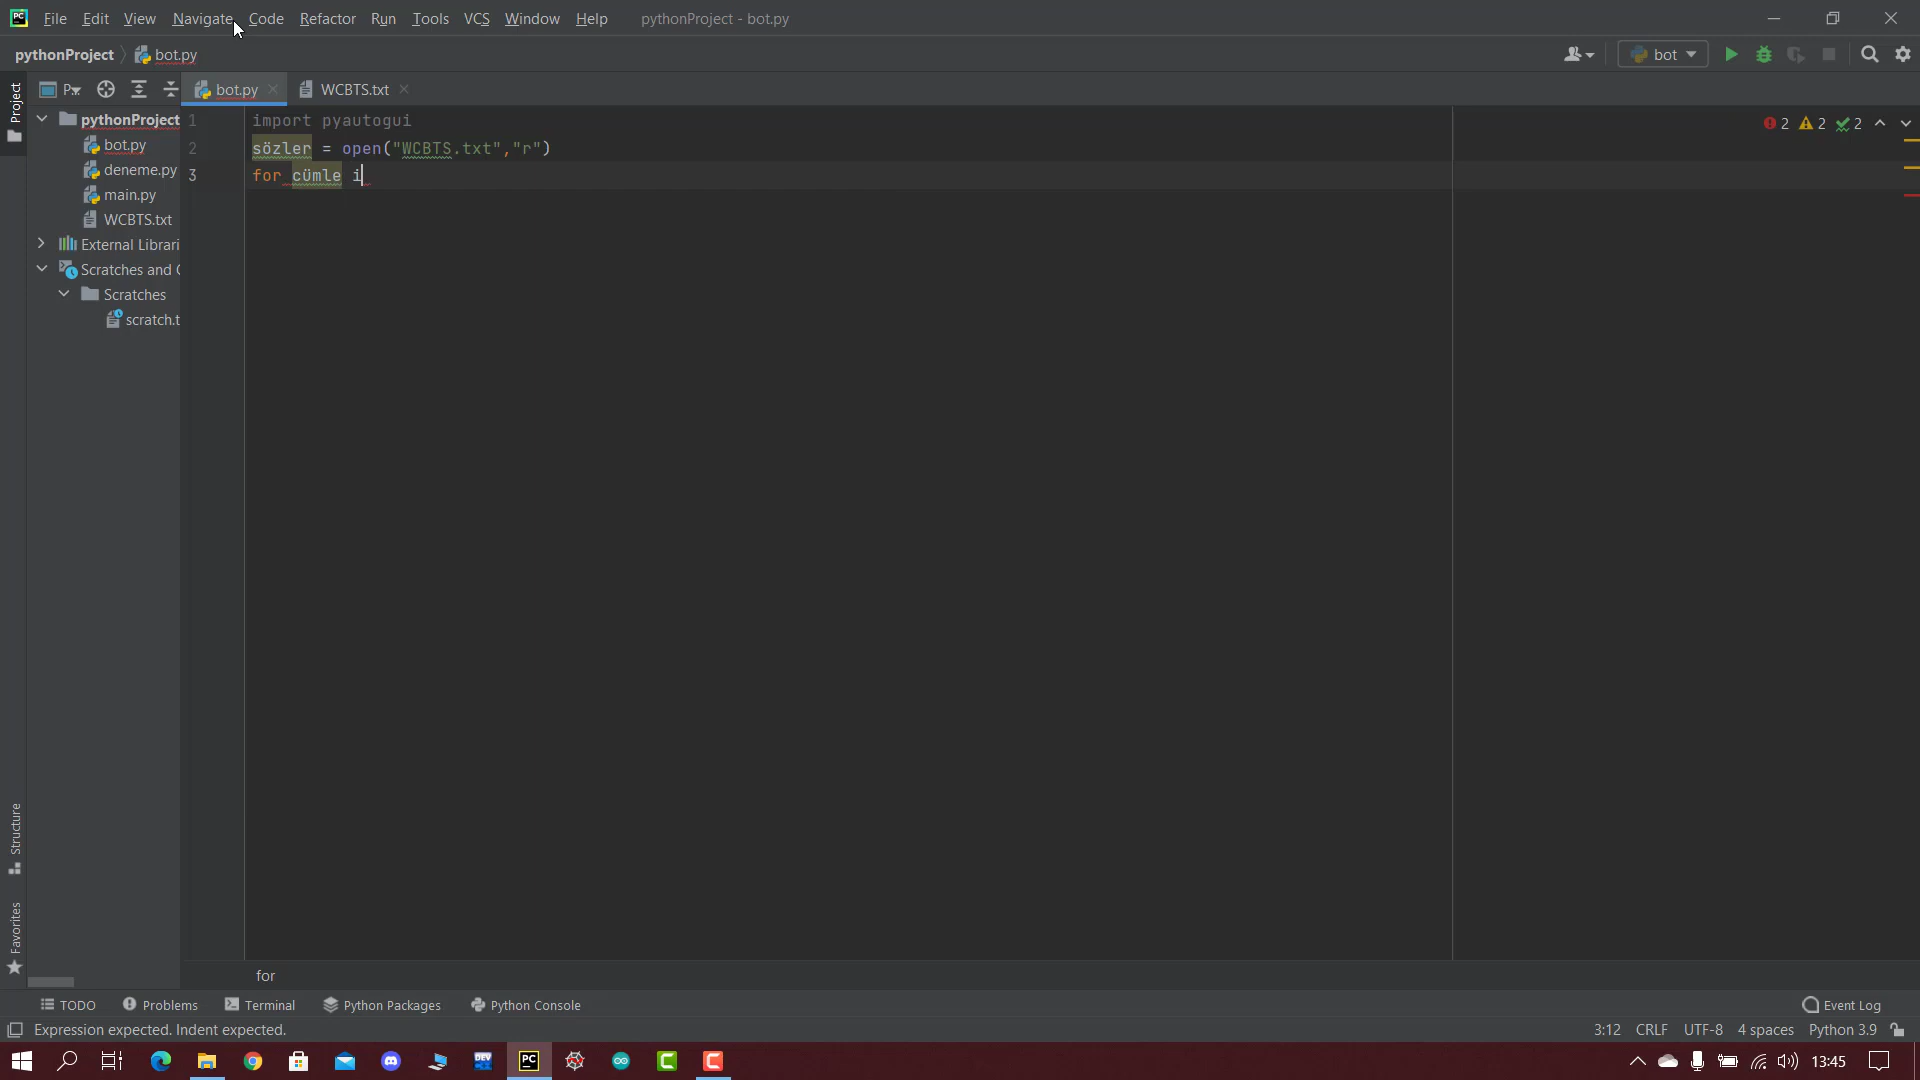 PC File Edit View Navigate Code Refactor Run Tools VCS Window Help pythonProject - bot.py
pythonProject bot.py bot
P... bot.py WCBTS.txt
Project
pythonProject
bot.py
deneme.py
main.py
WCBTS.txt
External Librari
Scratches and
Scratches
scratch.t
1 import pyautogui
2 sözler = open("WCBTS.txt","r")
3 for cümle i
2 2 2
Structure
Favorites
for
TODO Problems Terminal Python Packages Python Console Event Log
Expression expected. Indent expected. 3:12 CRLF UTF-8 4 spaces Python 3.9
DEV PC 13:45